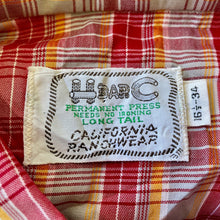 H BAR C
PERMANENT PRESS
NEEDS NO IRONING
LONG TAIL
CALIFORNIA
RANCHWEAR
16½-34